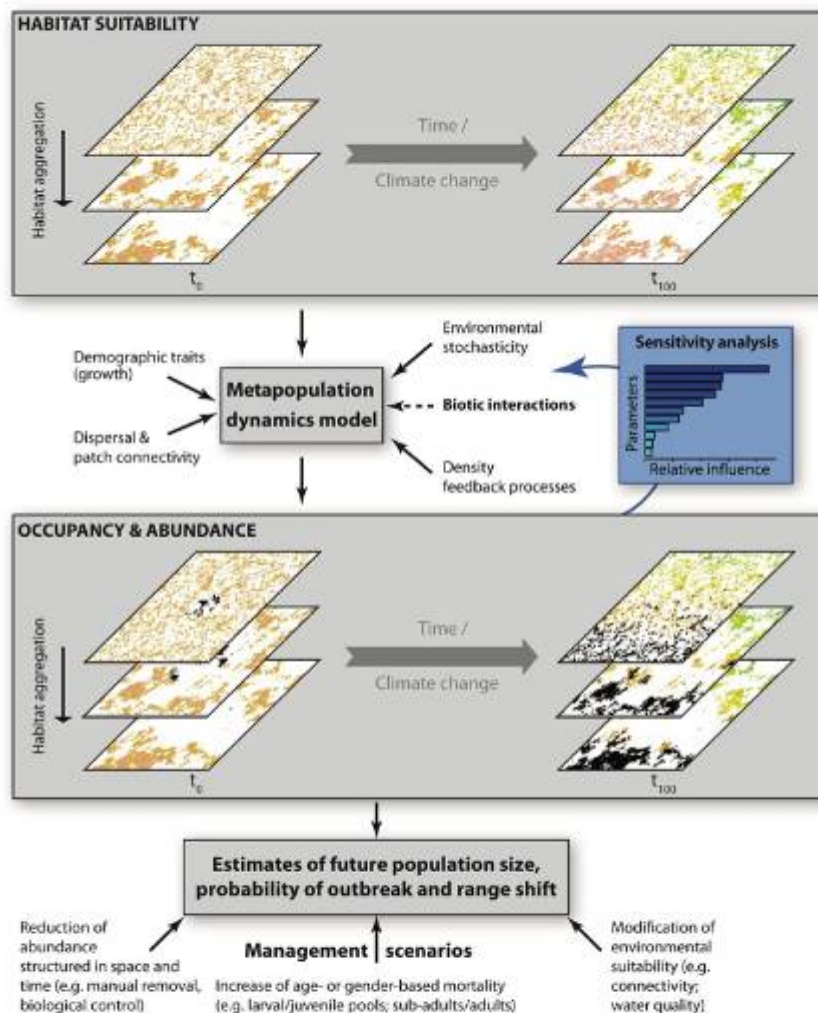 HABITAT SUITABILITY
Habitat aggregation
Time /
Climate change
t0
t100
Demographic traits
(growth)
Dispersal &
patch connectivity
Metapopulation
dynamics model
Environmental
stochasticity
Biotic interactions
Density
feedback processes
Sensitivity analysis
Parameters
Relative influence
OCCUPANCY & ABUNDANCE
Habitat aggregation
Time /
Climate change
t0
t100
Estimates of future population size,
probability of outbreak and range shift
Reduction of
abundance
structured in space and
time (e.g. manual removal,
biological control)
Management scenarios
Increase of age- or gender-based mortality
(e.g. larval/juvenile pools; sub-adults/adults)
Modification of
environmental
suitability (e.g.
connectivity;
water quality)